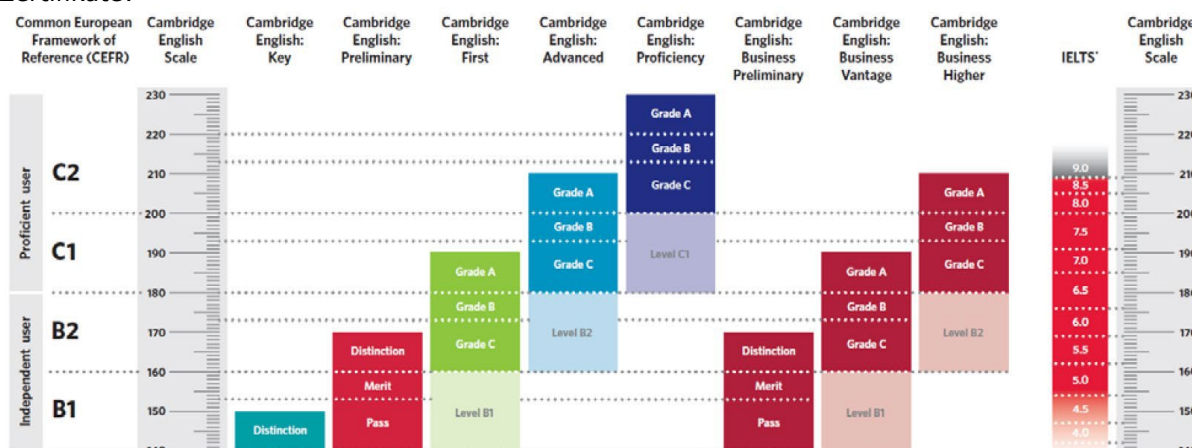 Common European
Framework of
Reference (CEFR)
Cambridge
English
Scale
Cambridge
English:
Key
Cambridge
English:
Preliminary
Cambridge
English:
First
Cambridge
English:
Advanced
Cambridge
English:
Proficiency
Cambridge
English:
Business
Preliminary
Cambridge
English:
Business
Vantage
Cambridge
English:
Business
Higher
IELTS*
Cambridge
English
Scale
Proficient user
Independent user
C2
C1
B2
B1
230
220
210
200
190
180
170
160
150
Distinction
Distinction
Merit
Pass
Grade A
Grade B
Grade C
Level B1
Grade A
Grade B
Grade C
Level B2
Grade A
Grade B
Grade C
Level C1
Distinction
Merit
Pass
Grade A
Grade B
Grade C
Level B1
Grade A
Grade B
Grade C
Level B2
9.0
8.5
8.0
7.5
7.0
6.5
6.0
5.5
5.0
4.5
4.0